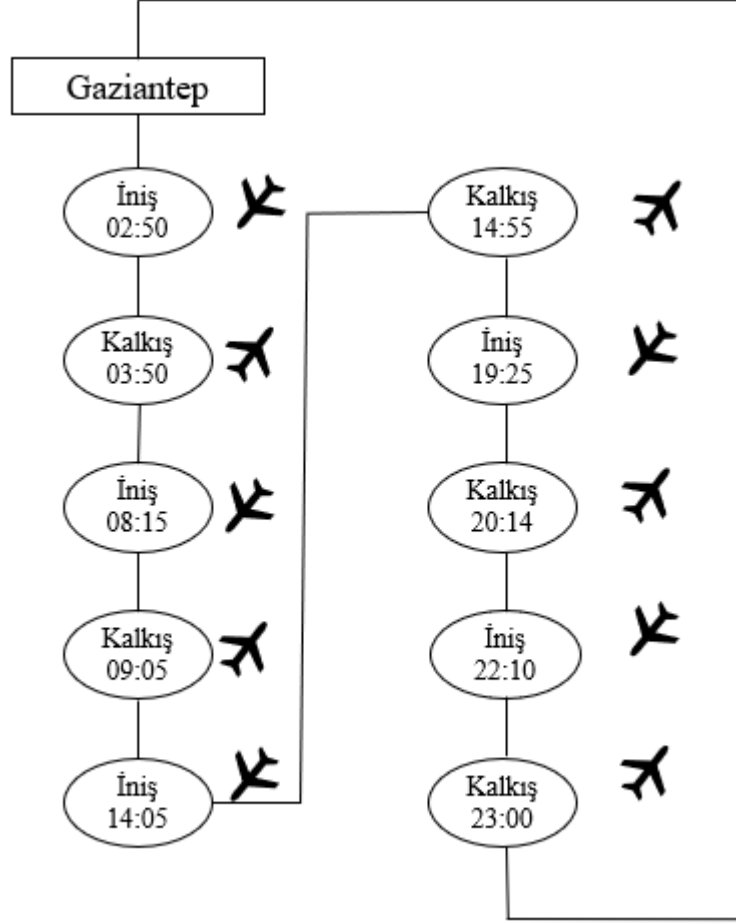 Gaziantep
İniş
02:50
Kalkış
03:50
İniş
08:15
Kalkış
09:05
İniş
14:05
Kalkış
14:55
İniş
19:25
Kalkış
20:14
İniş
22:10
Kalkış
23:00